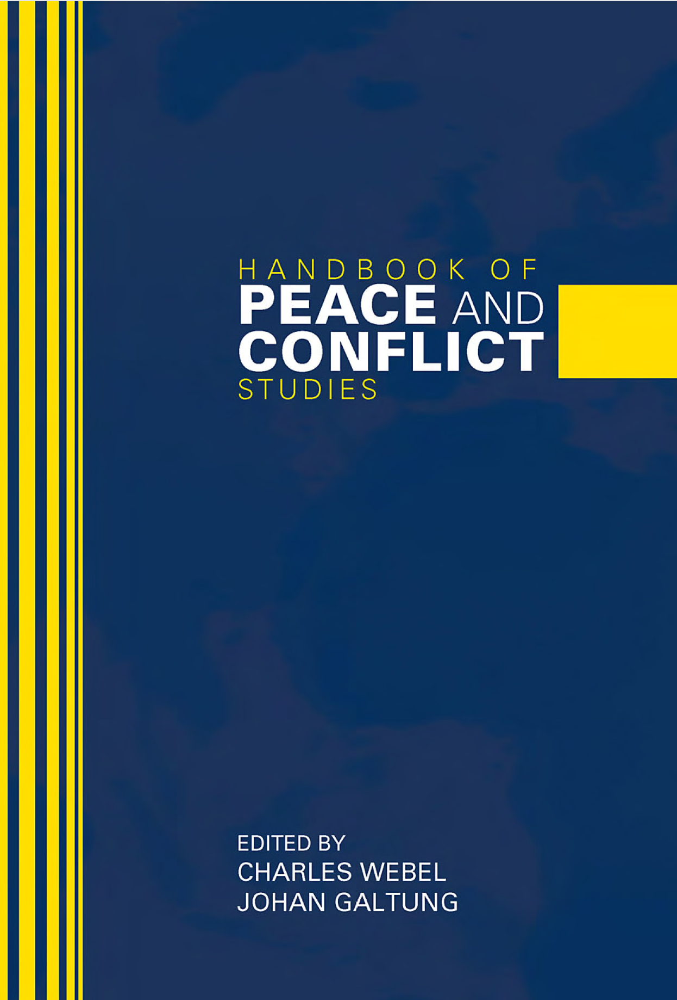 HANDBOOK OF
PEACE AND
CONFLICT
STUDIES
EDITED BY
CHARLES WEBEL
JOHAN GALTUNG